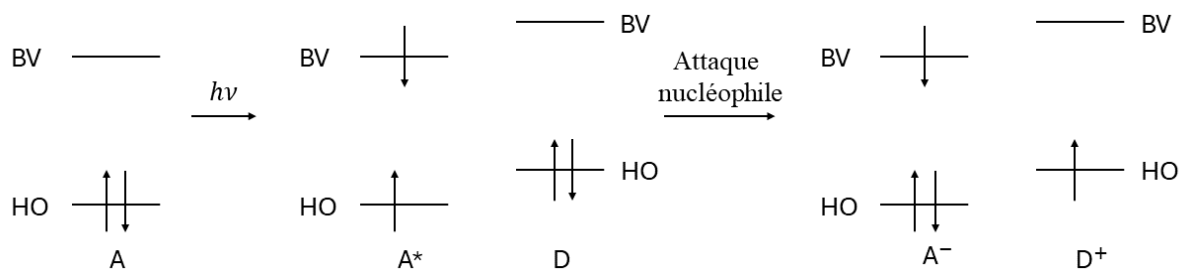 BV
HO
A
hν
BV
HO
A*
BV
HO
D
Attaque
nucléophile
BV
HO
A⁻
BV
HO
D⁺